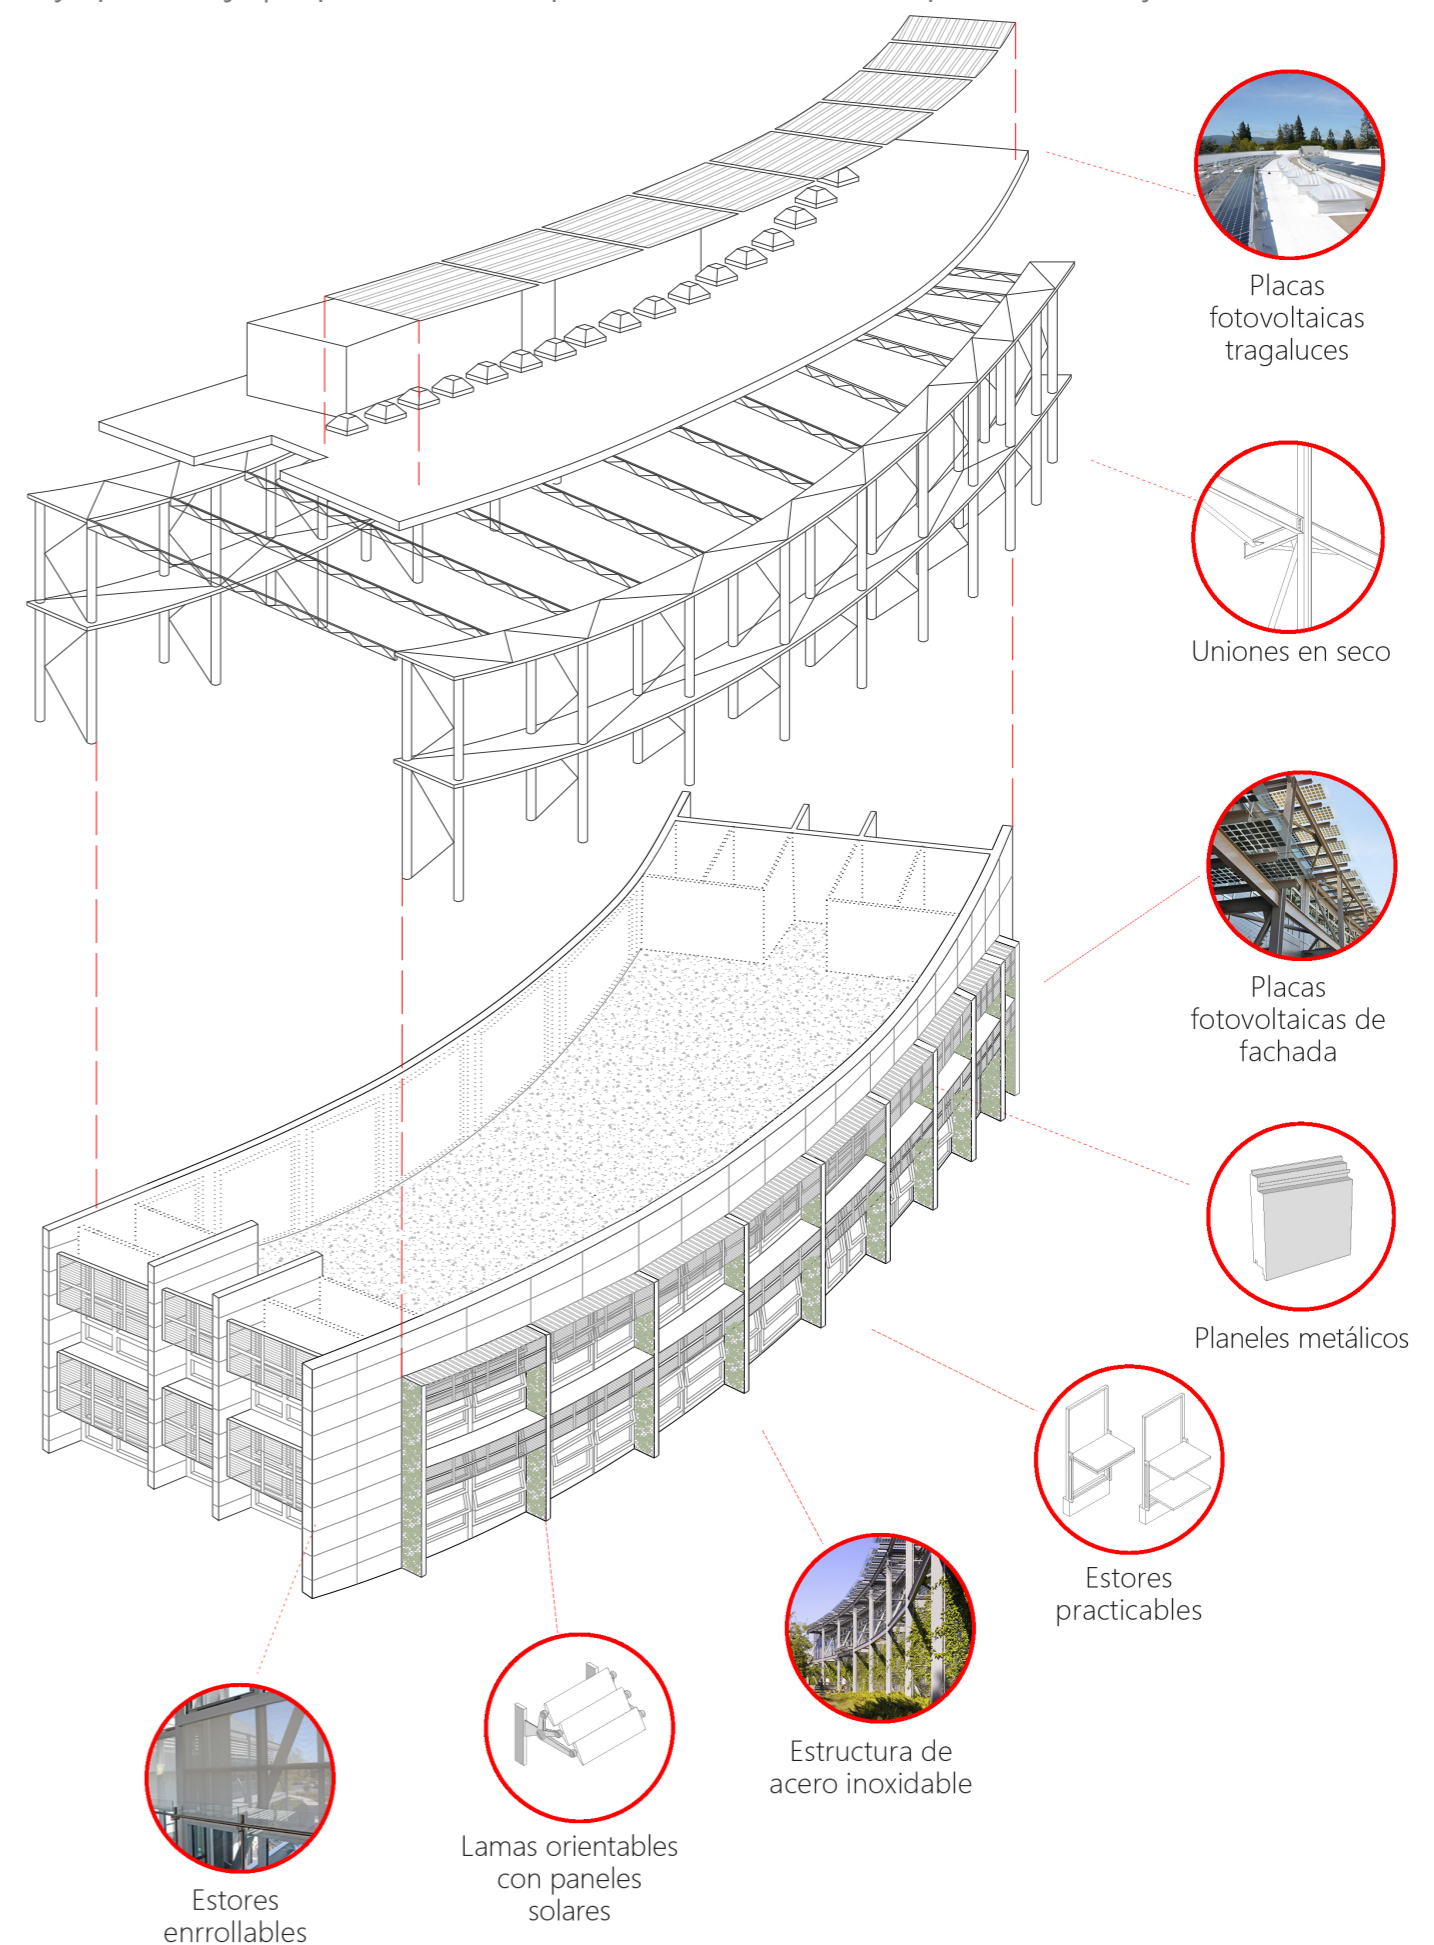 Placas
fotovoltaicas
tragaluces
Uniones en seco
Placas
fotovoltaicas de
fachada
Planeles metálicos
Estores
practicables
Estructura de
acero inoxidable
Lamas orientables
con paneles
solares
Estores
enrrollables